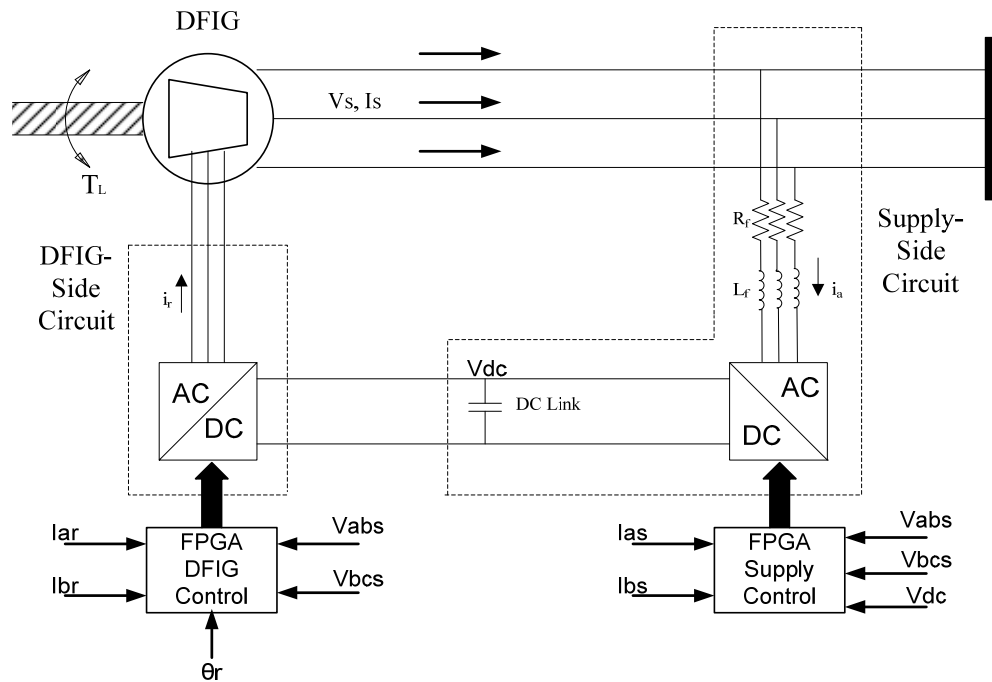 DFIG
Vs, Is
TL
DFIG-
Side
Circuit
ir
Rf
Lf
ia
Supply-
Side
Circuit
AC
DC
Vdc
DC Link
AC
DC
Iar
Ibr
FPGA
DFIG
Control
Vabs
Vbcs
θr
Ias
Ibs
FPGA
Supply
Control
Vabs
Vbcs
Vdc